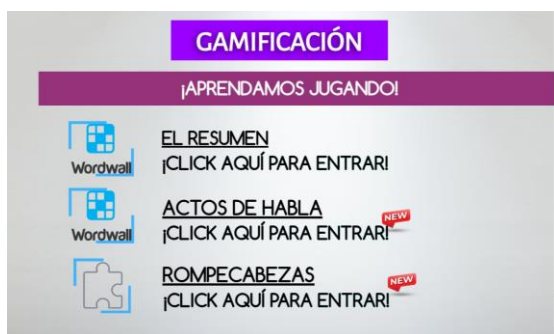 GAMIFICACIÓN
¡APRENDAMOS JUGANDO!
Wordwall
EL RESUMEN
¡CLICK AQUÍ PARA ENTRAR!
Wordwall
ACTOS DE HABLA
NEW
¡CLICK AQUÍ PARA ENTRAR!
ROMPECABEZAS
NEW
¡CLICK AQUÍ PARA ENTRAR!